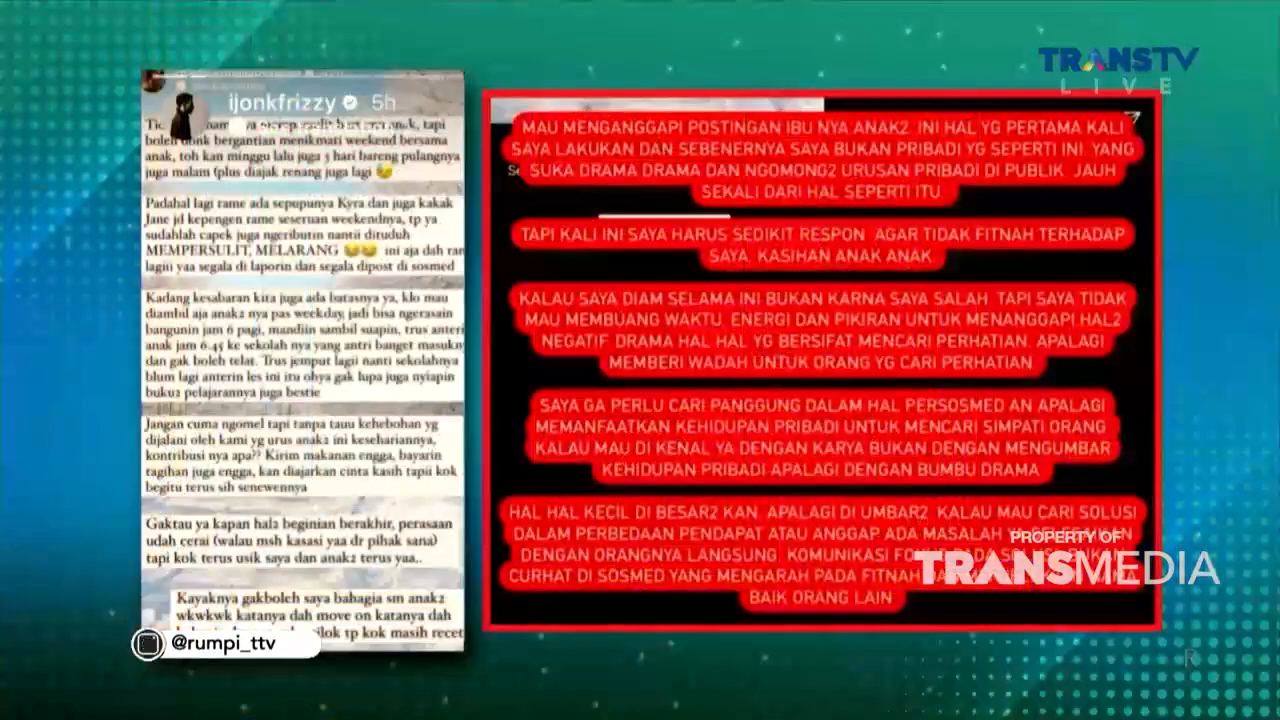 TRANSTV
LIVE
ijonkfrizzy 5h
anak, tapi
boleh donk bergantian menikmati weekend bersama
anak, toh kan minggu lalu juga 3 hari bareng pulangnya
juga malam (plus diajak renang juga lagi 😅
Padahal lagi rame ada sepupunya Kyra dan juga kakak
Jane jd kepengen rame seseruan weekendnya, tp ya
sudahlah capek juga ngeributin nantii dituduh
MEMPERSULIT, MELARANG 😂😂 ini aja dah ran
lagiii yaa segala di laporin dan segala dipost di sosmed
Kadang kesabaran kita juga ada batasnya ya, klo mau
diambil aja anak2 nya pas weekday, jadi bisa ngerasain
bangunin jam 6 pagi, mandiin sambil suapin, trus anteri
anak jam 6.45 ke sekolah nya yang antri banget masukn
dan gak boleh telat. Trus jemput lagii nanti sekolahnya
blum lagi anterin les ini itu ohya gak lupa juga nyiapin
buku2 pelajarannya juga bestie
Jangan cuma ngomel tapi tanpa tauu kehebohan yg
dijalani oleh kami yg urus anak2 ini kesehariannya,
kontribusi nya apa?? Kirim makanan engga, bayarin
tagihan juga engga, kan diajarkan cinta kasih tapii kok
begitu terus sih senewennya
Gaktau ya kapan hal2 beginian berakhir, perasaan
udah cerai (walau msh kasasi yaa dr pihak sana)
tapi kok terus usik saya dan anak2 terus yaa..
Kayaknya gakboleh saya bahagia sm anak2
wkwkwk katanya dah move on katanya dah
tp kok masih recet
@rumpi_ttv
MAU MENGANGGAPI POSTINGAN IBU NYA ANAK2 INI HAL YG PERTAMA KALI
SAYA LAKUKAN DAN SEBENERNYA SAYA BUKAN PRIBADI YG SEPERTI INI. YANG
SUKA DRAMA DRAMA DAN NGOMONG2 URUSAN PRIBADI DI PUBLIK JAUH
SEKALI DARI HAL SEPERTI ITU
TAPI KALI INI SAYA HARUS SEDIKIT RESPON AGAR TIDAK FITNAH TERHADAP
SAYA. KASIHAN ANAK ANAK.
KALAU SAYA DIAM SELAMA INI BUKAN KARNA SAYA SALAH TAPI SAYA TIDAK
MAU MEMBUANG WAKTU, ENERGI DAN PIKIRAN UNTUK MENANGGAPI HAL2
NEGATIF DRAMA HAL HAL YG BERSIFAT MENCARI PERHATIAN. APALAGI
MEMBERI WADAH UNTUK ORANG YG CARI PERHATIAN
SAYA GA PERLU CARI PANGGUNG DALAM HAL PERSOSMED AN APALAGI
MEMANFAATKAN KEHIDUPAN PRIBADI UNTUK MENCARI SIMPATI ORANG
KALAU MAU DI KENAL YA DENGAN KARYA BUKAN DENGAN MENGUMBAR
KEHIDUPAN PRIBADI APALAGI DENGAN BUMBU DRAMA
HAL HAL KECIL DI BESAR2 KAN. APALAGI DI UMBAR2 KALAU MAU CARI SOLUSI
DALAM PERBEDAAN PENDAPAT ATAU ANGGAP ADA MASALAH YA SELESAIKAN
DENGAN ORANGNYA LANGSUNG. KOMUNIKASI
CURHAT DI SOSMED YANG MENGARAH PADA FITNAH
BAIK ORANG LAIN
PROPERTY OF
TRANSMEDIA